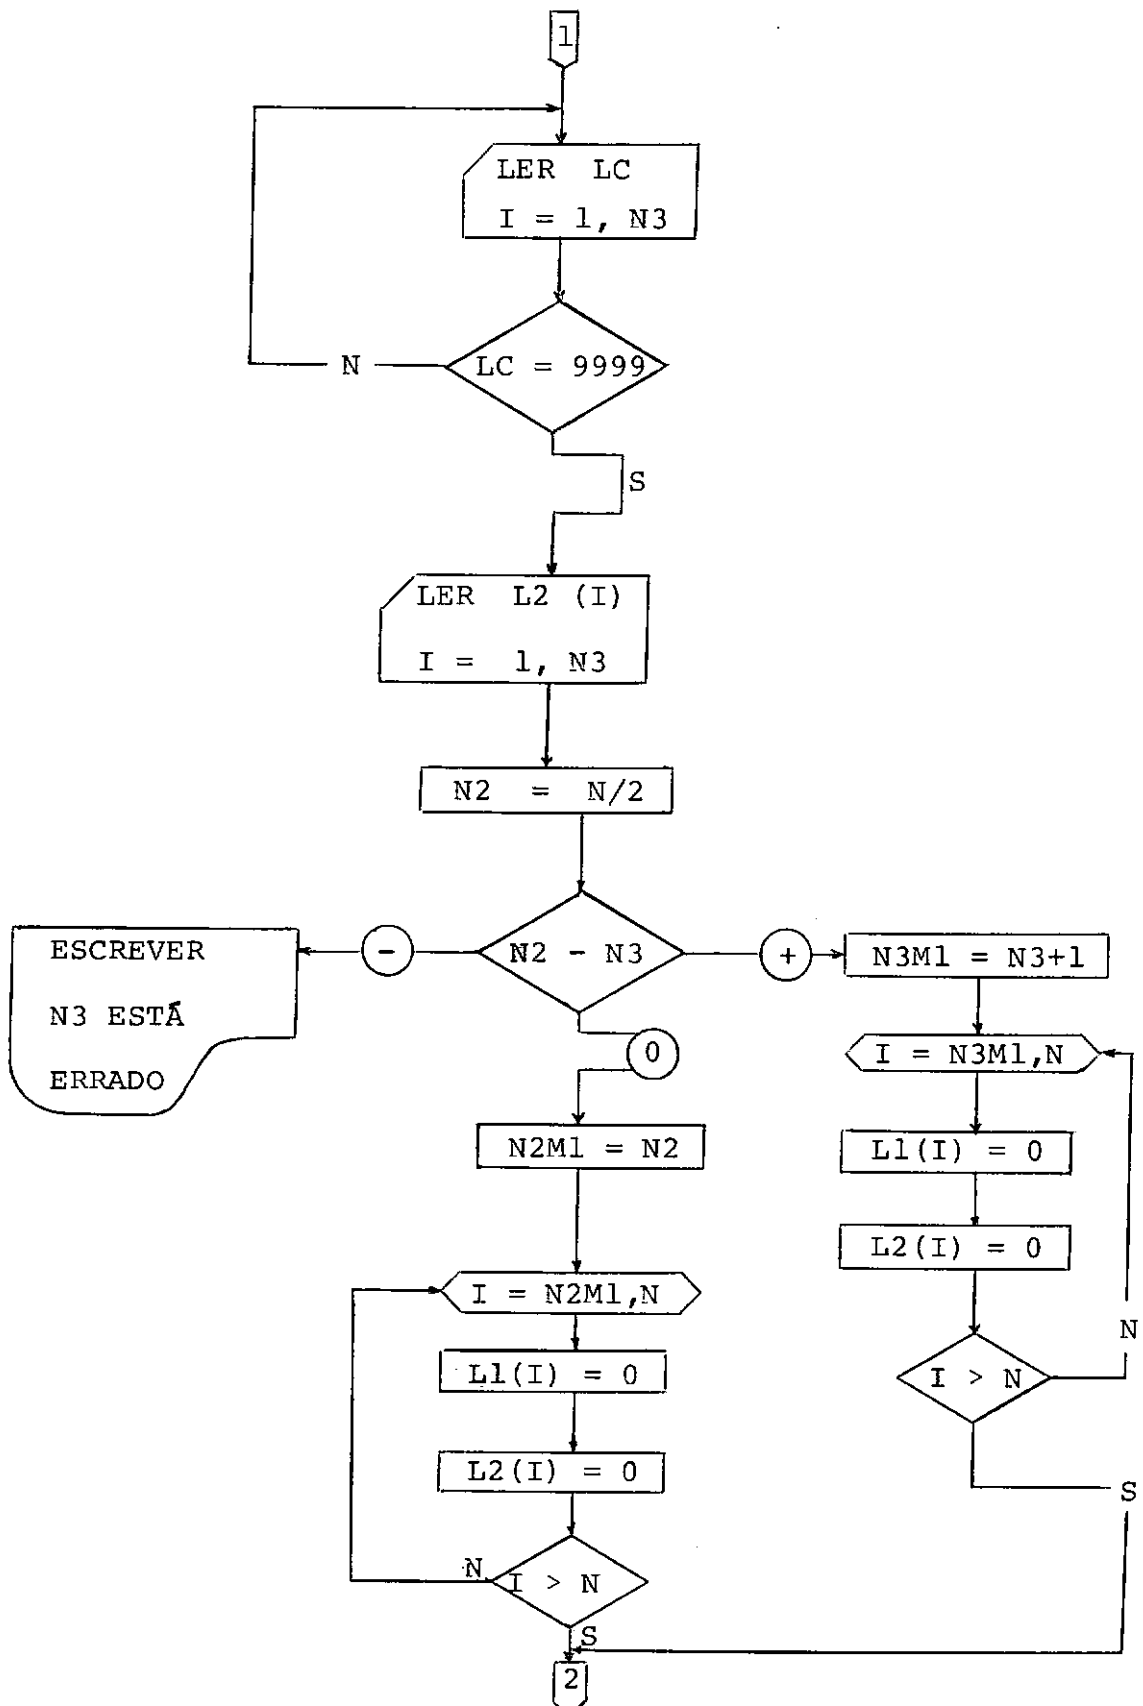 1
LER LC
I = 1, N3
N
LC = 9999
S
LER L2 (I)
I = 1, N3
N2 = N/2
ESCREVER
N3 ESTÁ
ERRADO
-
N2 - N3
+
N3M1 = N3+1
0
I = N3M1,N
N2M1 = N2
L1(I) = 0
L2(I) = 0
I = N2M1,N
N
L1(I) = 0
I > N
L2(I) = 0
S
N
I > N
S
2